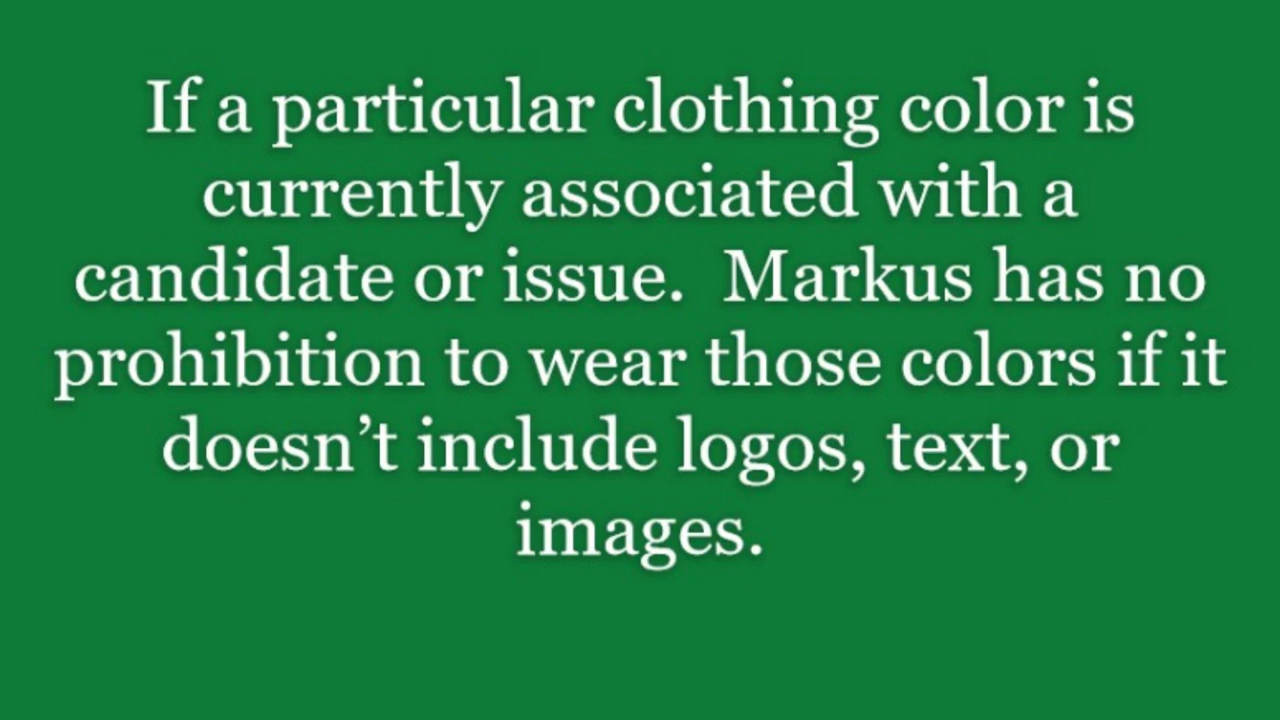 If a particular clothing color is
currently associated with a
candidate or issue.  Markus has no
prohibition to wear those colors if it
doesn’t include logos, text, or
images.